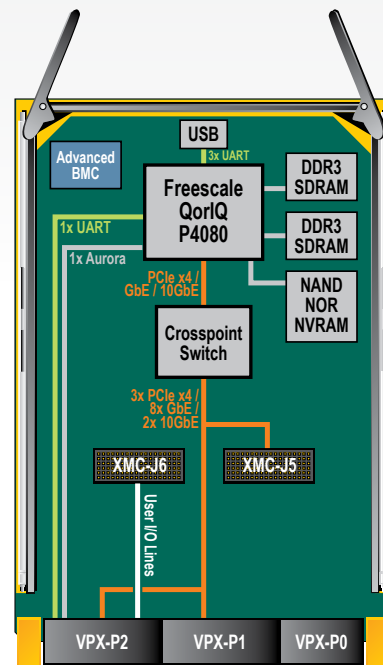 USB
3x UART
Advanced
BMC
Freescale
QorIQ
P4080
DDR3
SDRAM
DDR3
SDRAM
NAND
NOR
NVRAM
1x UART
1x Aurora
PCIe x4 /
GbE / 10GbE
Crosspoint
Switch
3x PCIe x4 /
8x GbE /
2x 10GbE
XMC-J6
XMC-J5
User I/O Lines
VPX-P2
VPX-P1
VPX-P0